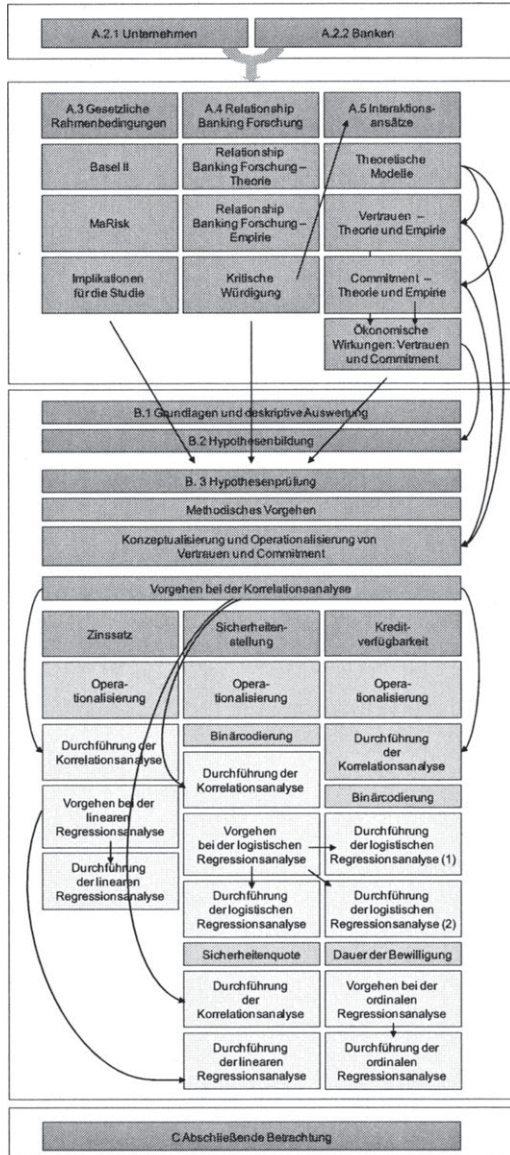 A.2.1 Unternehmen
A.2.2 Banken
A.3 Gesetzliche
Rahmenbedingungen
A.4 Relationship
Banking Forschung
A.5 Interaktions-
ansätze
Basel II
Relationship
Banking Forschung–
Theorie
Theoretische
Modelle
MaRisk
Relationship
Banking Forschung–
Empirie
Vertrauen –
Theorie und Empirie
Implikationen
für die Studie
Kritische
Würdigung
Commitment –
Theorie und Empirie
Ökonomische
Wirkungen: Vertrauen
und Commitment
B.1 Grundlagen und deskriptive Auswertung
B.2 Hypothesenbildung
B. 3 Hypothesenprüfung
Methodisches Vorgehen
Konzeptualisierung und Operationalisierung von
Vertrauen und Commitment
Vorgehen bei der Korrelationsanalyse
Zinssatz
Sicherheiten-
stellung
Kredit-
verfügbarkeit
Opera-
tionalisierung
Opera-
tionalisierung
Opera-
tionalisierung
Durchführung der
Korrelationsanalyse
Vorgehen bei der
linearen
Regressionsanalyse
Durchführung
der linearen
Regressionsanalyse
Binärcodierung
Durchführung der
Korrelationsanalyse
Vorgehen
bei der logistischen
Regressionsanalyse
Durchführung
der logistischen
Regressionsanalyse
Sicherheitenquote
Durchführung
der
Korrelationsanalyse
Durchführung
der linearen
Regressionsanalyse
Durchführung
der
Korrelationsanalyse
Binärcodierung
Durchführung
der logistischen
Regressionsanalyse (1)
Durchführung
der logistischen
Regressionsanalyse (2)
Dauer der Bewilligung
Vorgehen bei der
ordinalen
Regressionsanalyse
Durchführung der
ordinalen
Regressionsanalyse
C Abschließende Betrachtung